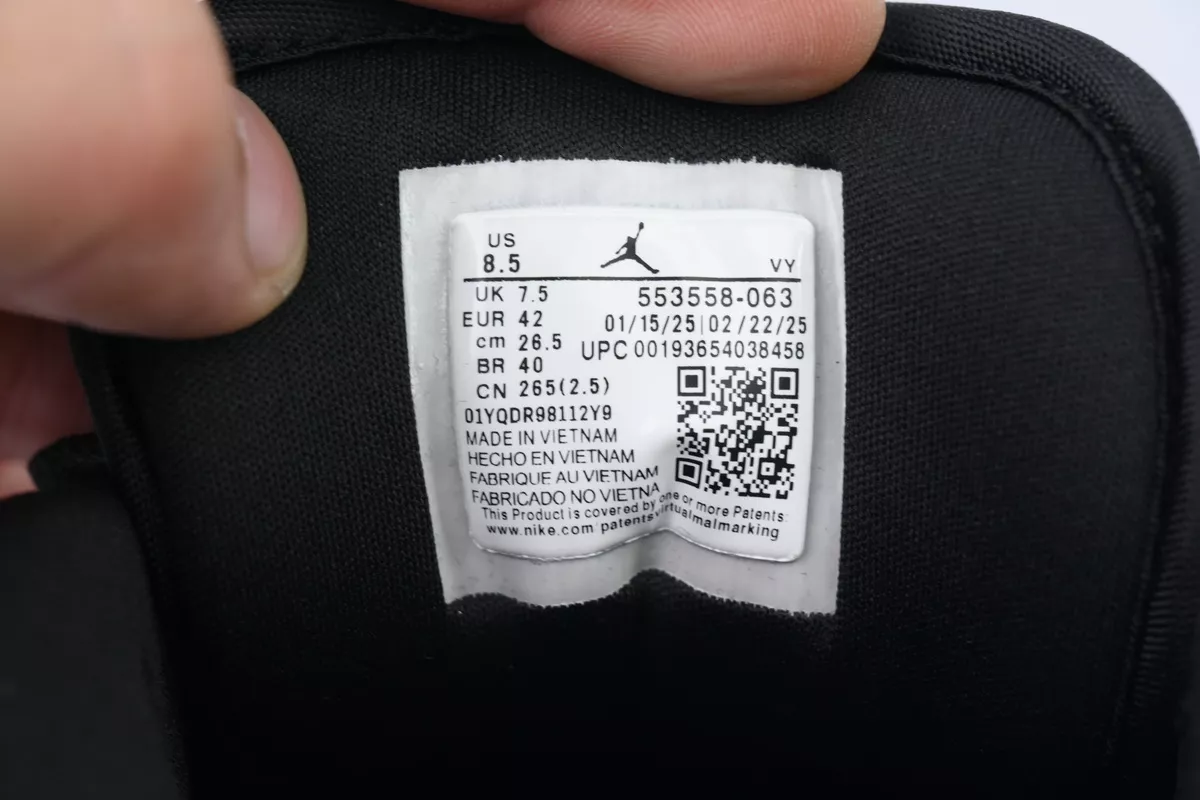 US
8.5
VY
UK 7.5
553558-063
EUR 42
01/15/25|02/22/25
cm 26.5
UPC 00193654038458
BR 40
CN 265(2.5)
01YQDR98112Y9
MADE IN VIETNAM
HECHO EN VIETNAM
FABRIQUE AU VIETNAM
FABRICADO NO VIETNA
This Product is covered by one or more Patents:
www.nike.com patentsvirtualmalmarking